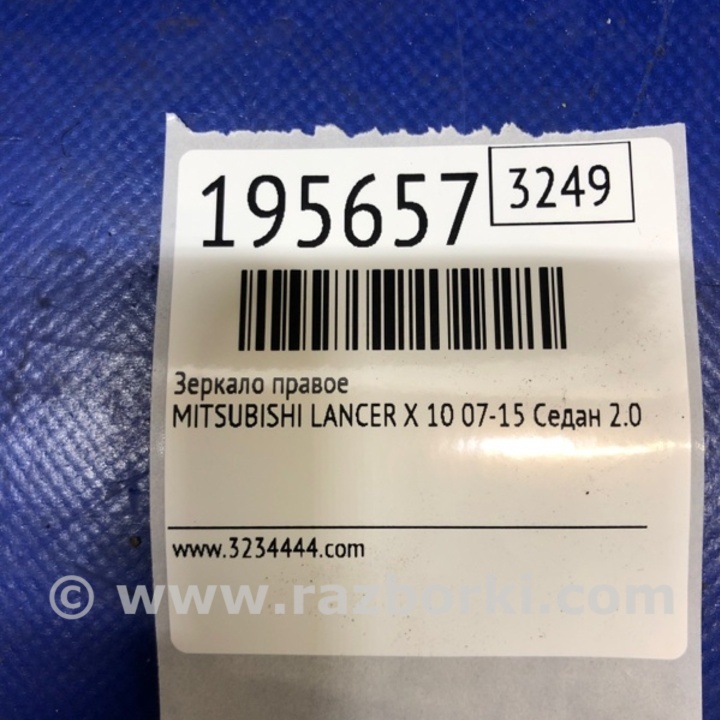 195657
3249
Зеркало правое
MITSUBISHI LANCER X 10 07-15 Седан 2.0
www.3234444.com
© www.razborki.com